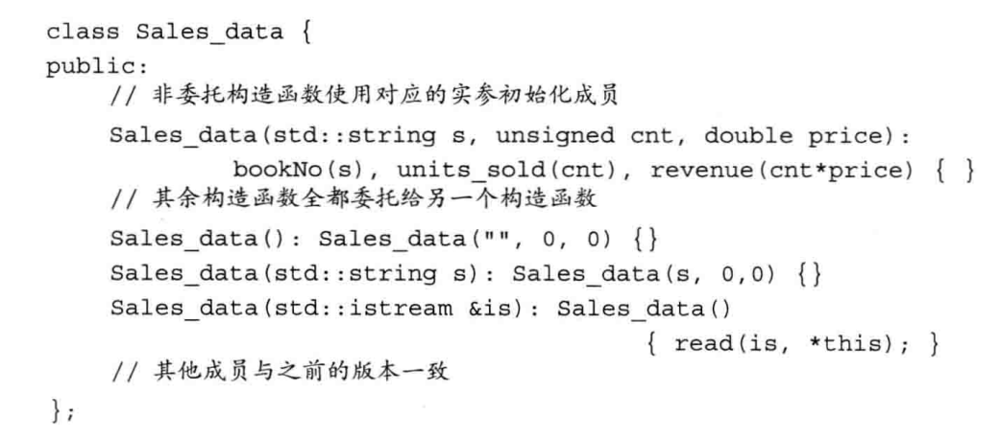 class Sales_data {
public:
    // 非委托构造函数使用对应的实参初始化成员
    Sales_data(std::string s, unsigned cnt, double price):
            bookNo(s), units_sold(cnt), revenue(cnt*price) { }
    // 其余构造函数全都委托给另一个构造函数
    Sales_data(): Sales_data("", 0, 0) {}
    Sales_data(std::string s): Sales_data(s, 0,0) {}
    Sales_data(std::istream &is): Sales_data()
                                    { read(is, *this); }
    // 其他成员与之前的版本一致
};